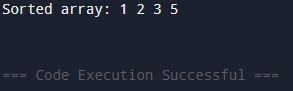 Sorted array: 1 2 3 5
=== Code Execution Successful ===